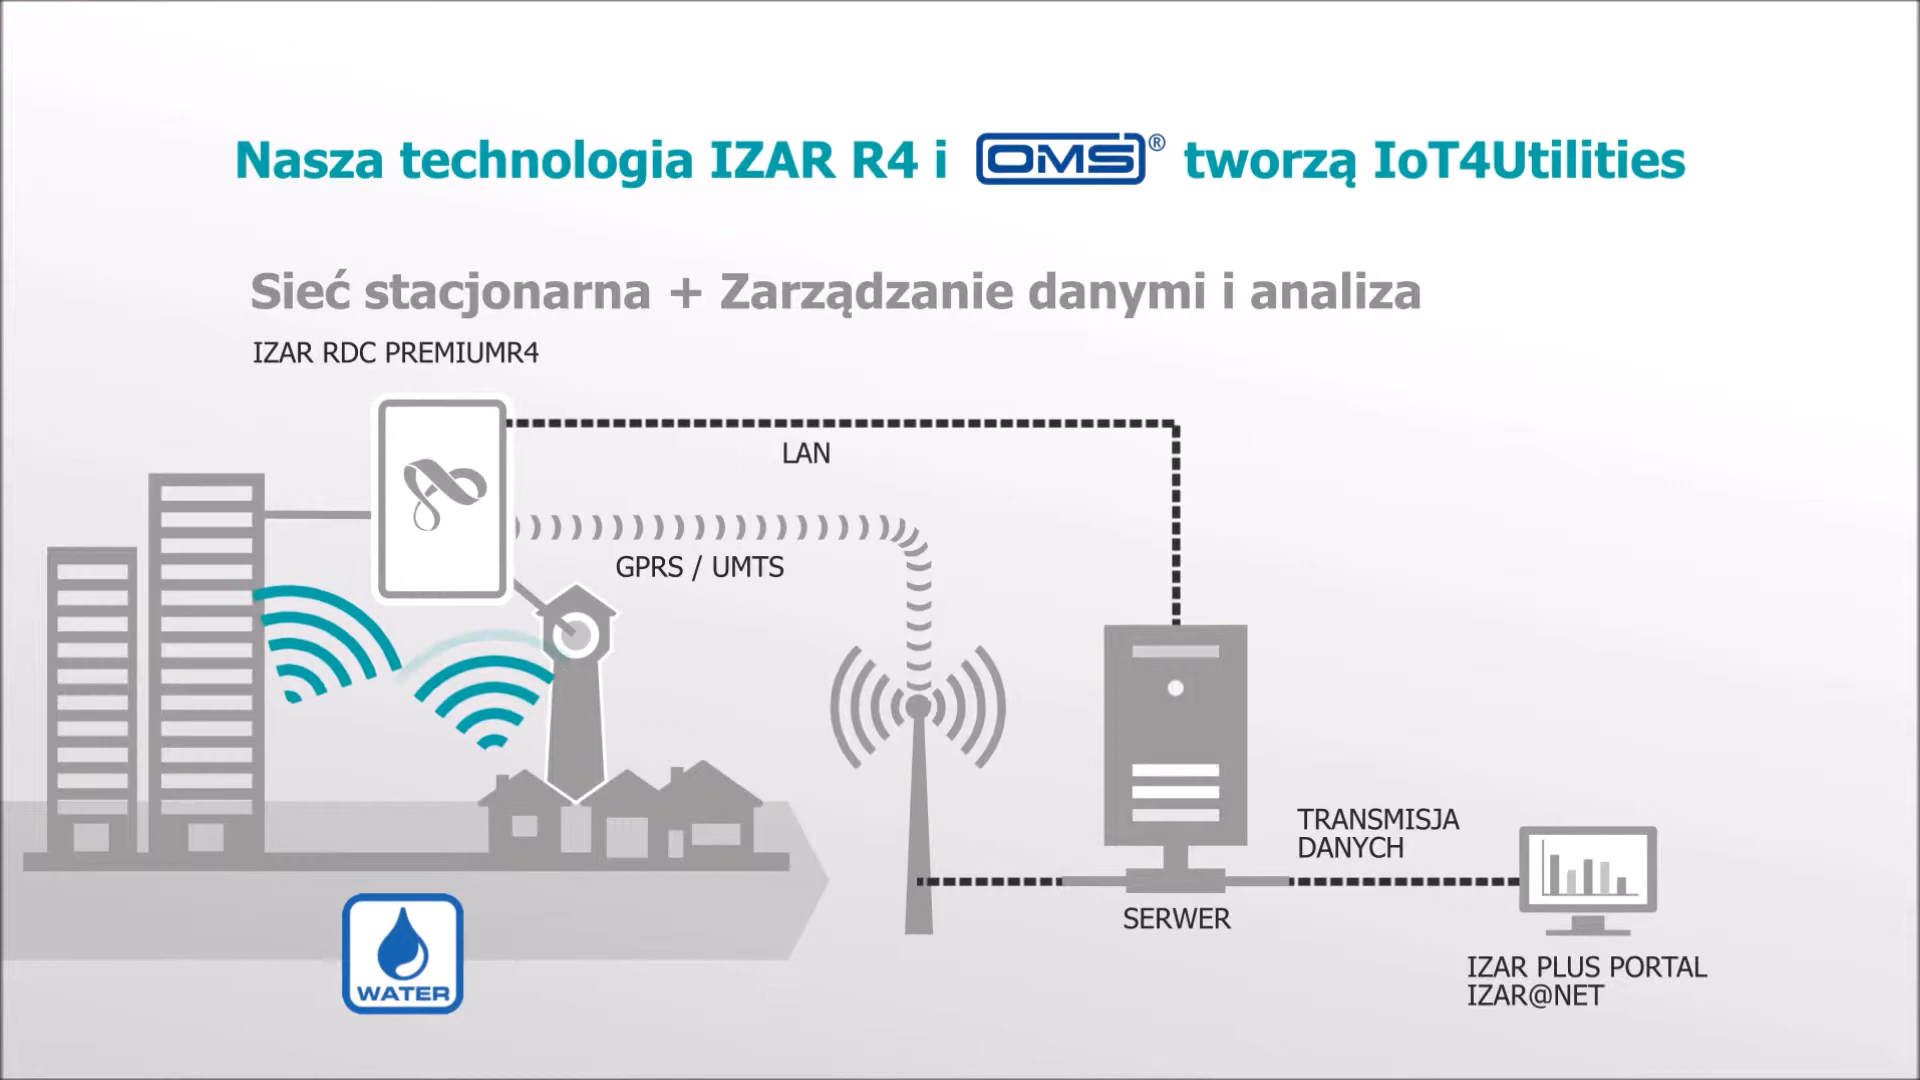 Nasza technologia IZAR R4 i OMS® tworzą IoT4Utilities
Sieć stacjonarna + Zarządzanie danymi i analiza
IZAR RDC PREMIUMR4
LAN
GPRS / UMTS
TRANSMISJA
DANYCH
SERWER
IZAR PLUS PORTAL
IZAR@NET
WATER